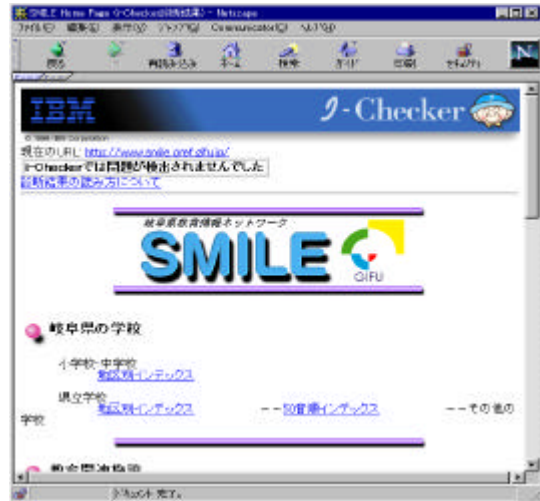 SMILE Home Page (i-Checker診断結果) - Netscape
ファイル(F) 編集(E) 表示(V) ジャンプ(G) Communicator(C) ヘルプ(H)
戻る 再読み込み ホーム 検索 ガイド 印刷 セキュリティ
IBM i-Checker
現在のURL: http://www.smile.pref.gifu.jp/
i-Checkerでは問題が検出されませんでした
診断結果の読み方について
岐阜県教育情報ネットワーク
SMILE
GIFU
岐阜県の学校
小学校・中学校
地区別インデックス
県立学校
地区別インデックス --50音順インデックス --その他の
学校
ドキュメント 完了。